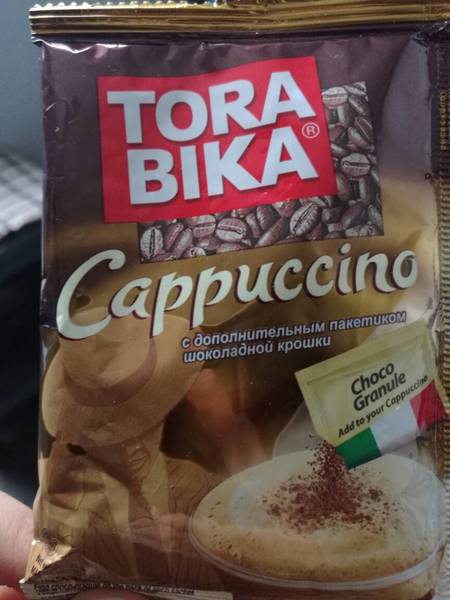 TORA
BIKA®
Cappuccino
с дополнительным пакетиком
шоколадной крошки
Choco
Granule
Add to your Cappuccino